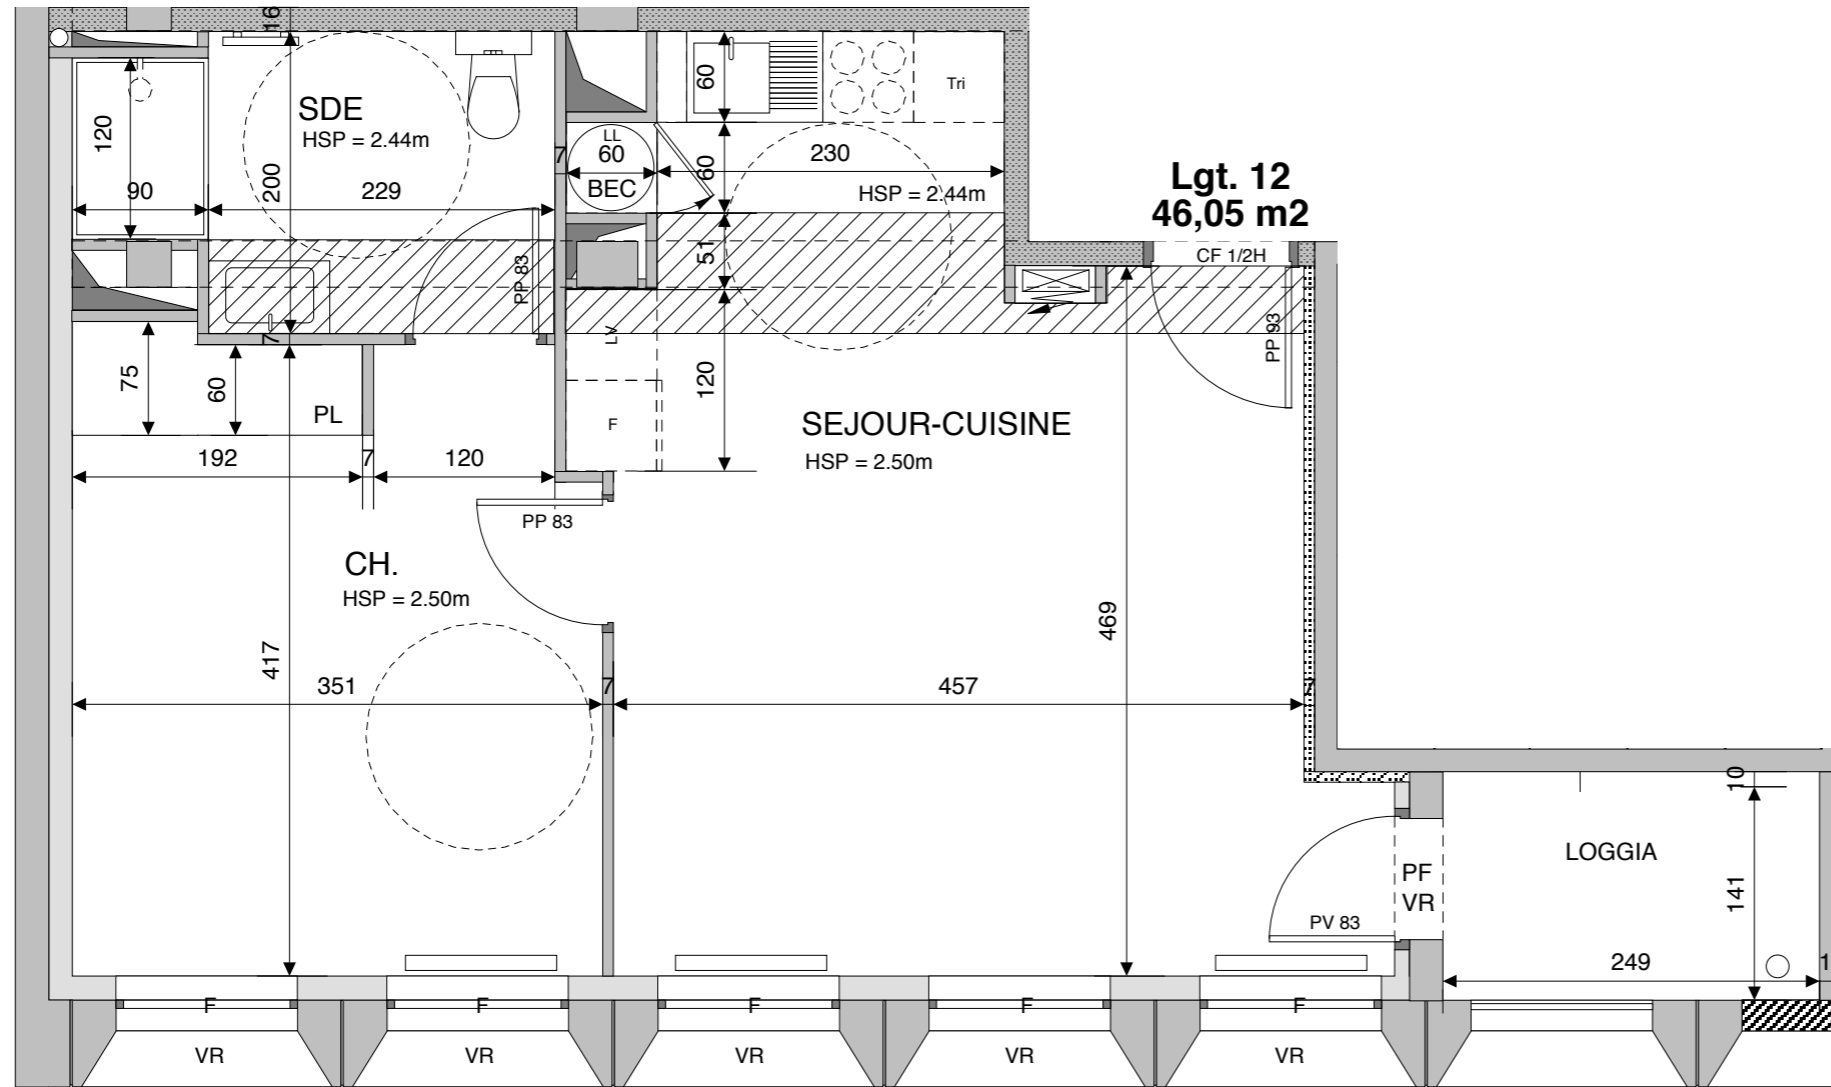 16
SDE
HSP = 2.44m
120
90
200
229
7
LL
60
BEC
60
60
230
HSP = 2.44m
Tri
51
Lgt. 12
46,05 m2
CF 1/2H
PP 83
PP 93
7
LV
120
F
75
60
PL
192
7
120
SEJOUR-CUISINE
HSP = 2.50m
PP 83
CH.
HSP = 2.50m
417
469
351
7
457
7
10
LOGGIA
141
PF
VR
PV 83
249
1
F
F
F
F
F
VR
VR
VR
VR
VR